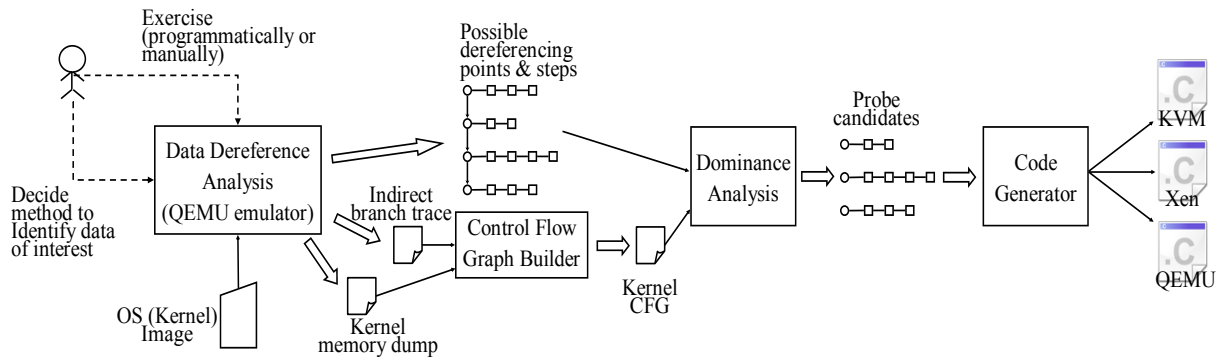 Exercise
(programmatically or
manually)
Decide
method to
Identify data
of interest
Data Dereference
Analysis
(QEMU emulator)
OS (Kernel)
Image
Possible
dereferencing
points & steps
Indirect
branch trace
Kernel
memory dump
Control Flow
Graph Builder
Kernel
CFG
Dominance
Analysis
Probe
candidates
Code
Generator
C
.C
KVM
C
.C
Xen
C
.C
QEMU